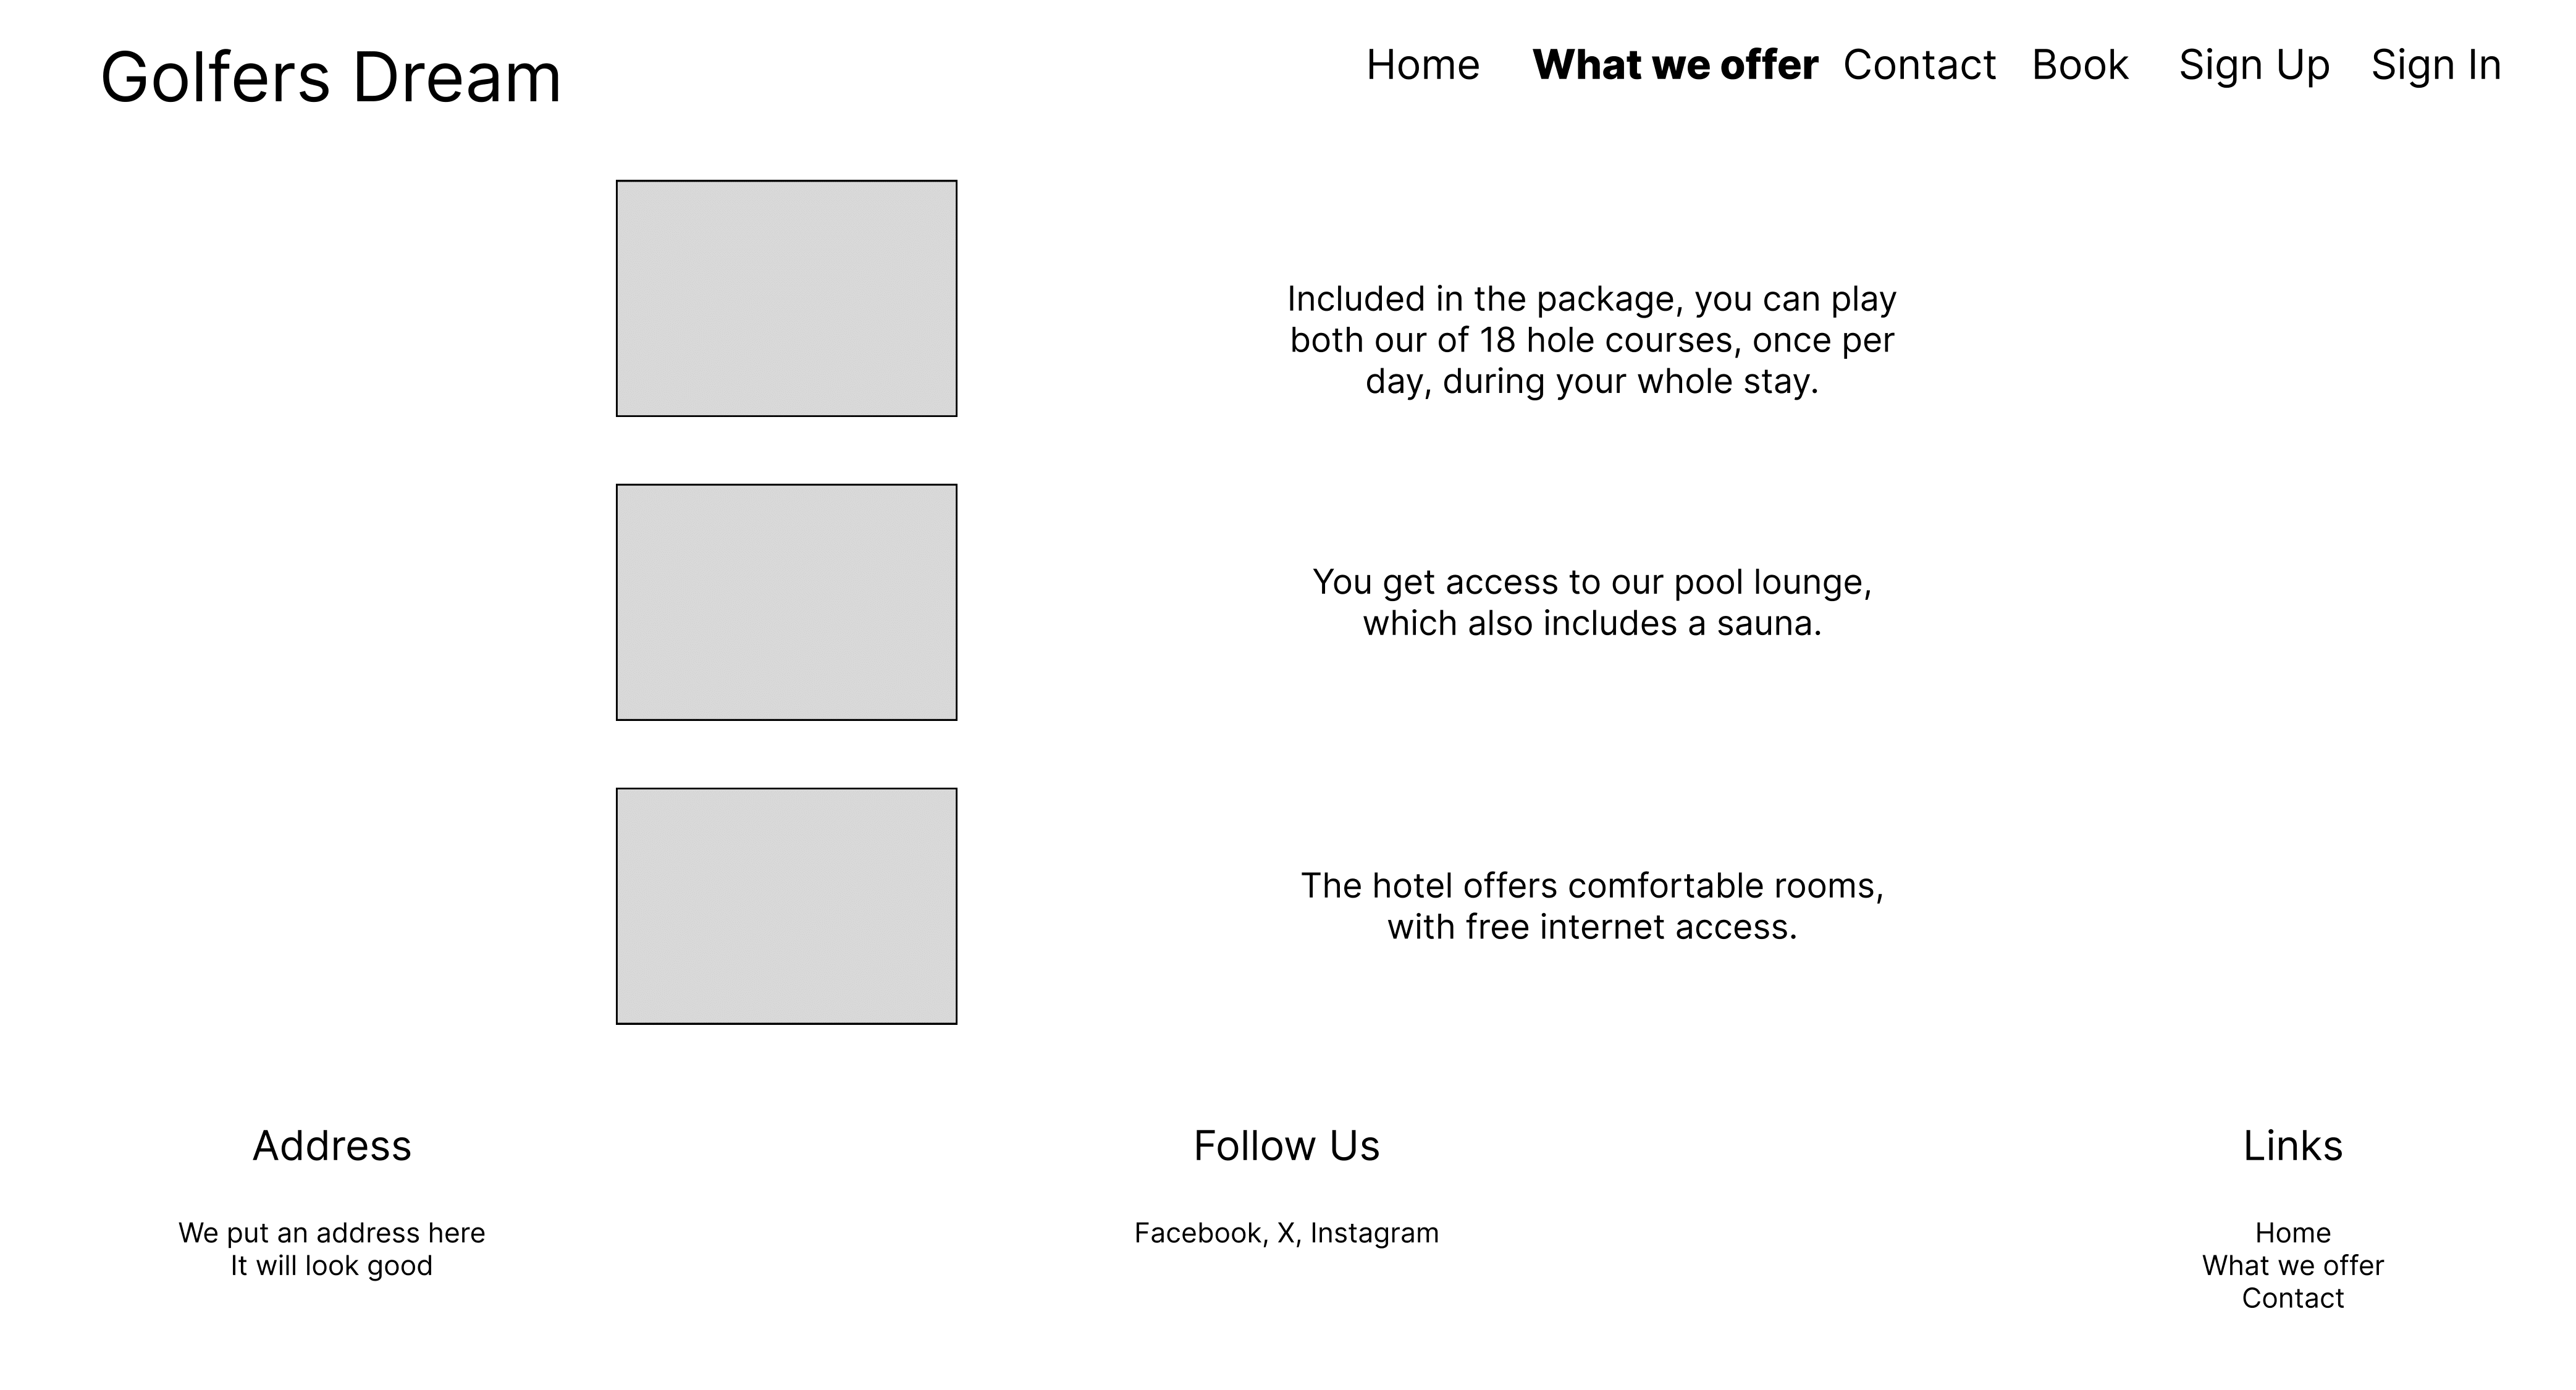 Golfers Dream
Home What we offer Contact Book Sign Up Sign In
Included in the package, you can play
both our of 18 hole courses, once per
day, during your whole stay.
You get access to our pool lounge,
which also includes a sauna.
The hotel offers comfortable rooms,
with free internet access.
Address
We put an address here
It will look good
Follow Us
Facebook, X, Instagram
Links
Home
What we offer
Contact